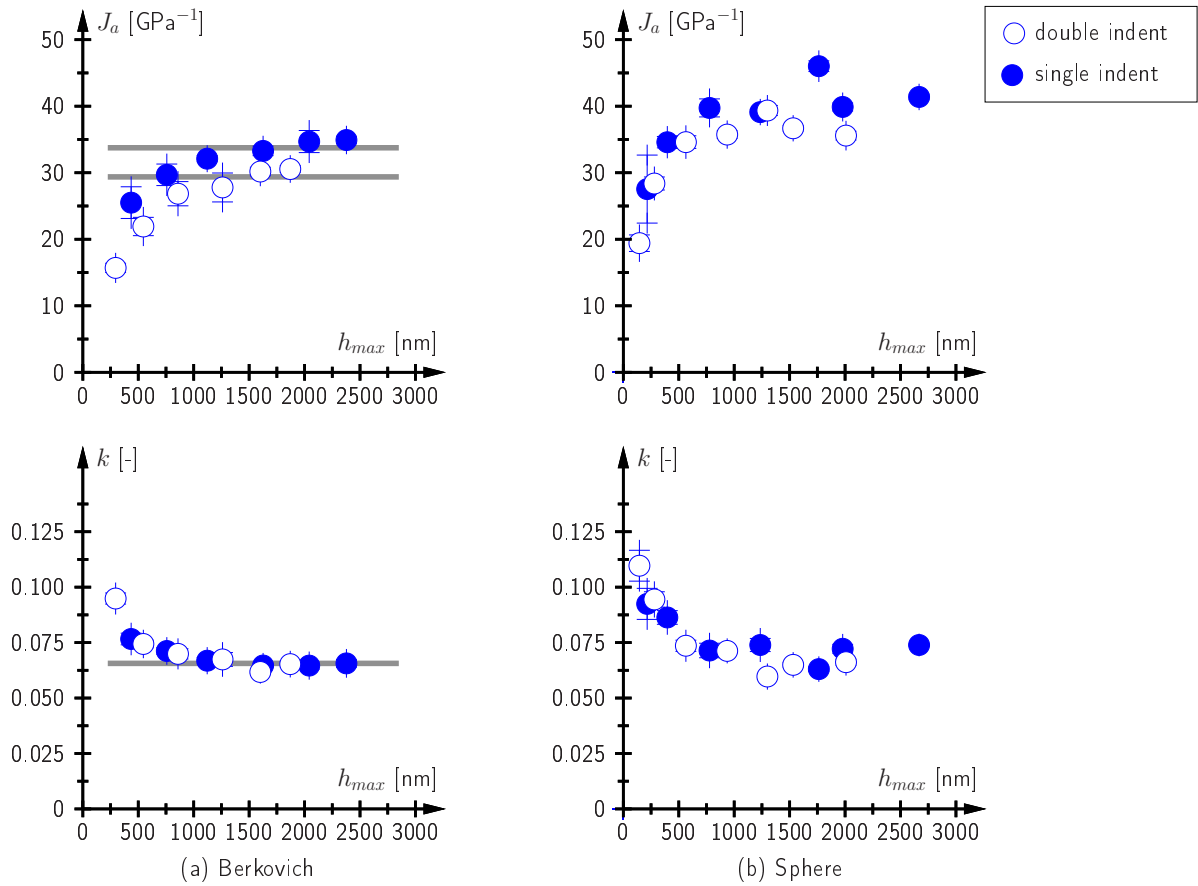 J_a [GPa⁻¹]
50
40
30
20
10
0
h_max [nm]
0 500 1000 1500 2000 2500 3000
J_a [GPa⁻¹]
50
40
30
20
10
0
h_max [nm]
0 500 1000 1500 2000 2500 3000
double indent
single indent
k [-]
0.125
0.100
0.075
0.050
0.025
0
h_max [nm]
0 500 1000 1500 2000 2500 3000
(a) Berkovich
k [-]
0.125
0.100
0.075
0.050
0.025
0
h_max [nm]
0 500 1000 1500 2000 2500 3000
(b) Sphere